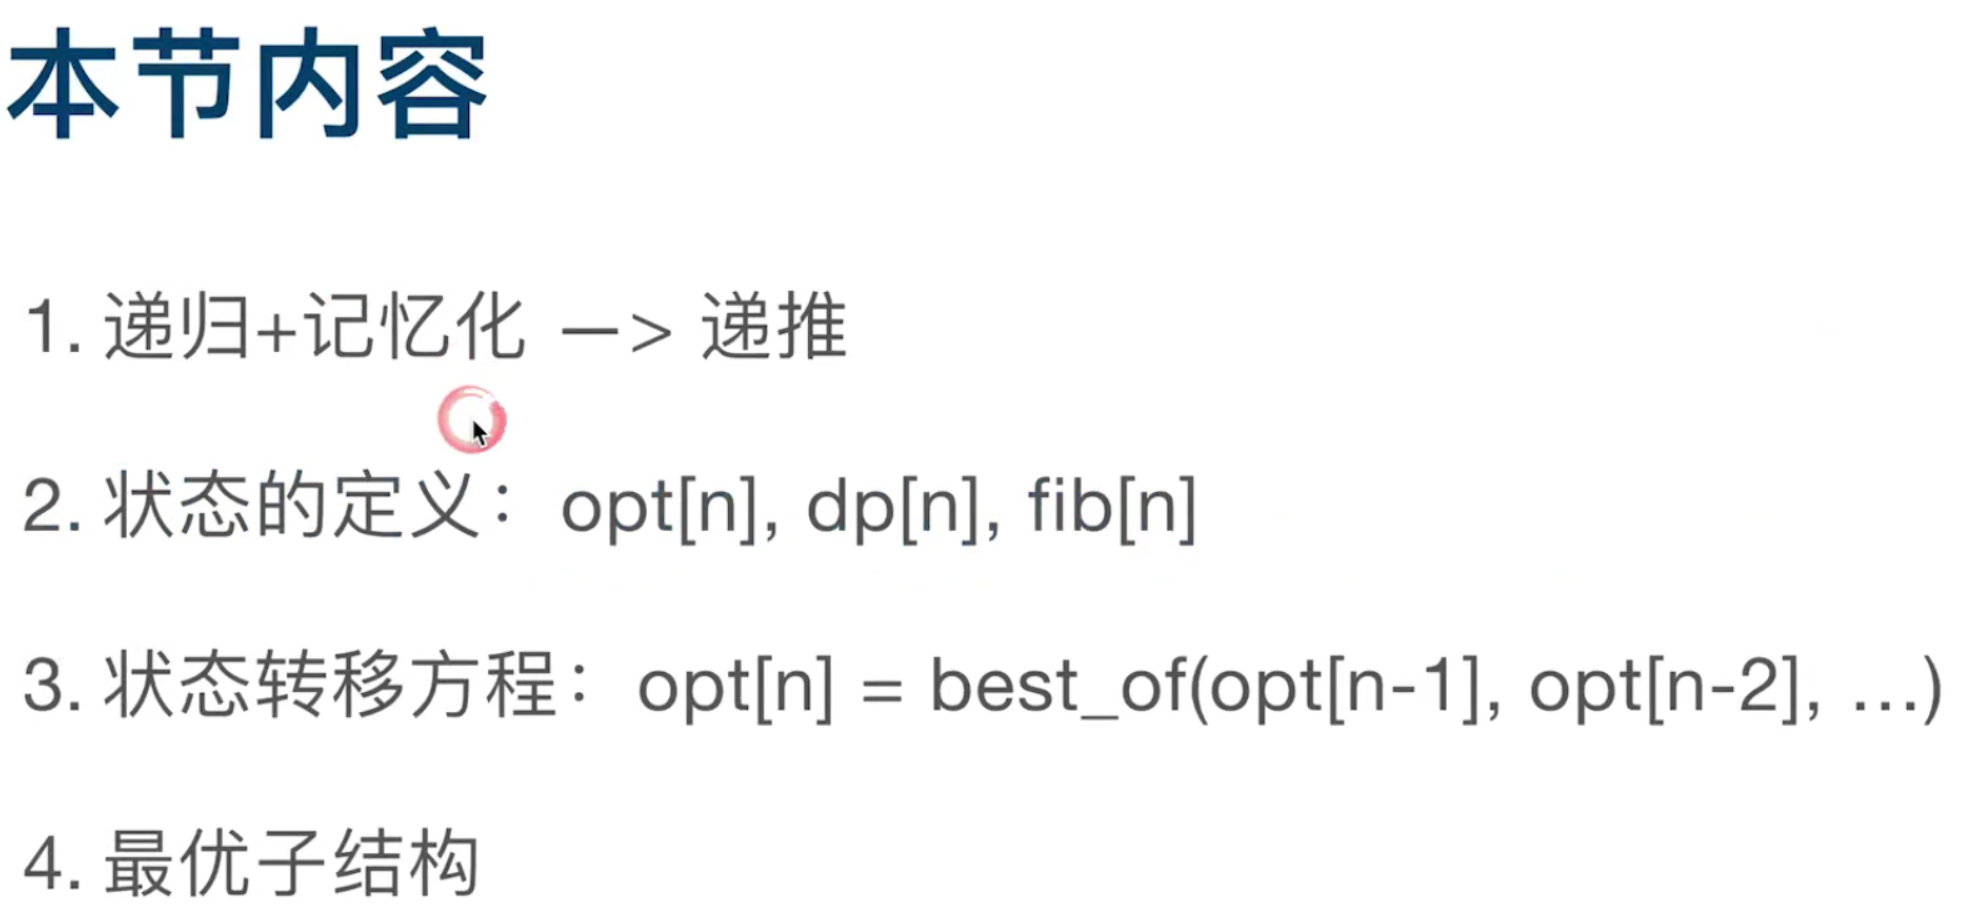 本节内容
1. 递归+记忆化 —> 递推
2. 状态的定义： opt[n], dp[n], fib[n]
3. 状态转移方程： opt[n] = best_of(opt[n-1], opt[n-2], …)
4. 最优子结构